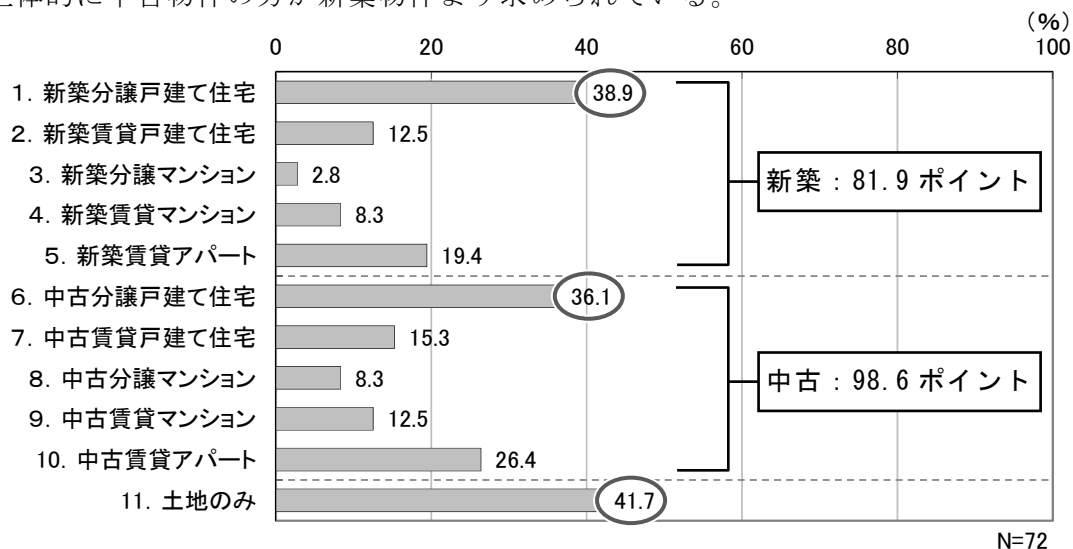 全体的に中古物件の方が新築物件より求められている。
(%)
0 20 40 60 80 100
1. 新築分譲戸建て住宅 38.9
2. 新築賃貸戸建て住宅 12.5
3. 新築分譲マンション 2.8
新築：81.9 ポイント
4. 新築賃貸マンション 8.3
5. 新築賃貸アパート 19.4
6. 中古分譲戸建て住宅 36.1
7. 中古賃貸戸建て住宅 15.3
8. 中古分譲マンション 8.3
中古：98.6 ポイント
9. 中古賃貸マンション 12.5
10. 中古賃貸アパート 26.4
11. 土地のみ 41.7
N=72